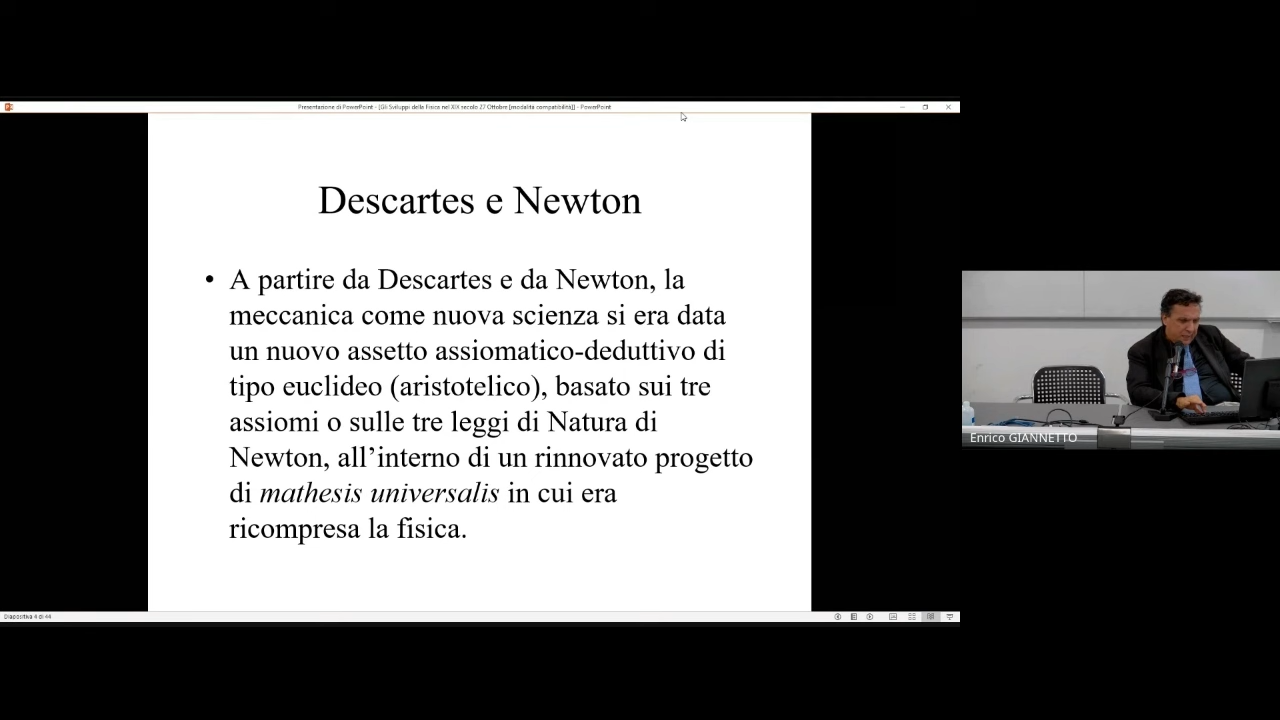 Presentazione di PowerPoint - [Gli Sviluppi della Fisica nel XIX secolo 27 Ottobre [modalità compatibilità]] - PowerPoint
Descartes e Newton
• A partire da Descartes e da Newton, la
meccanica come nuova scienza si era data
un nuovo assetto assiomatico-deduttivo di
tipo euclideo (aristotelico), basato sui tre
assiomi o sulle tre leggi di Natura di
Newton, all’interno di un rinnovato progetto
di mathesis universalis in cui era
ricompresa la fisica.
Enrico GIANNETTO
Diapositiva 4 di 44